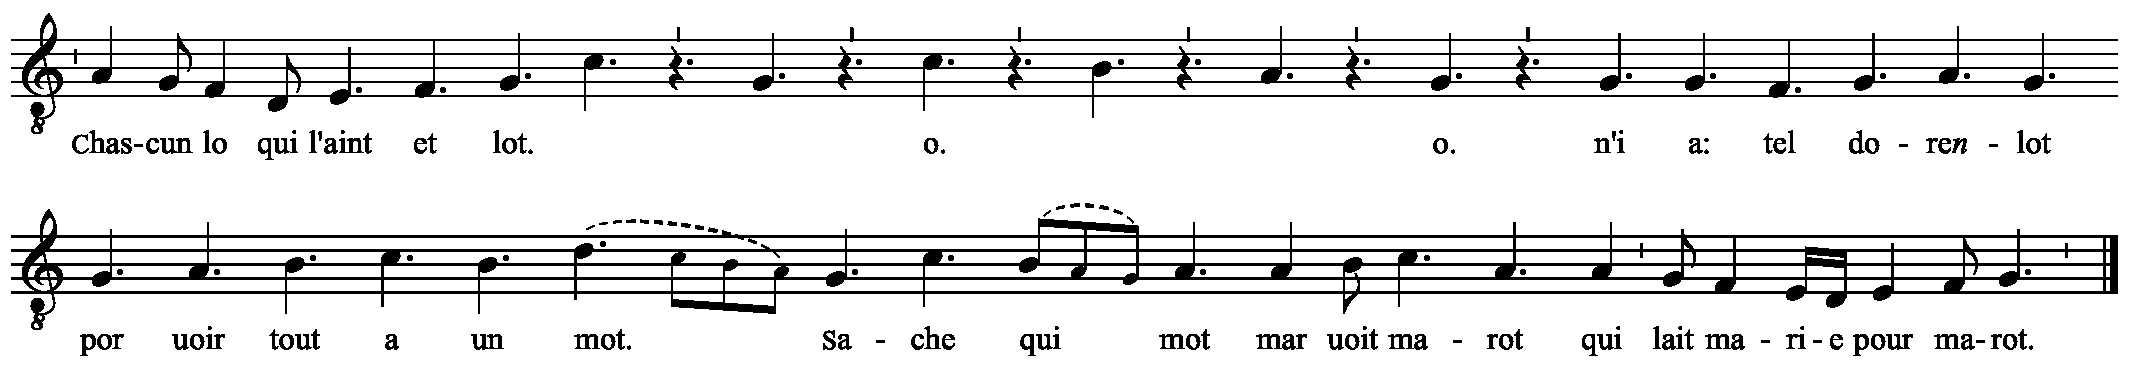 Chas-cun lo qui l'aint et lot. o. o. n'i a: tel do - ren - lot
por uoir tout a un mot. Sa - che qui mot mar uoit ma - rot qui lait ma - ri - e pour ma-rot.